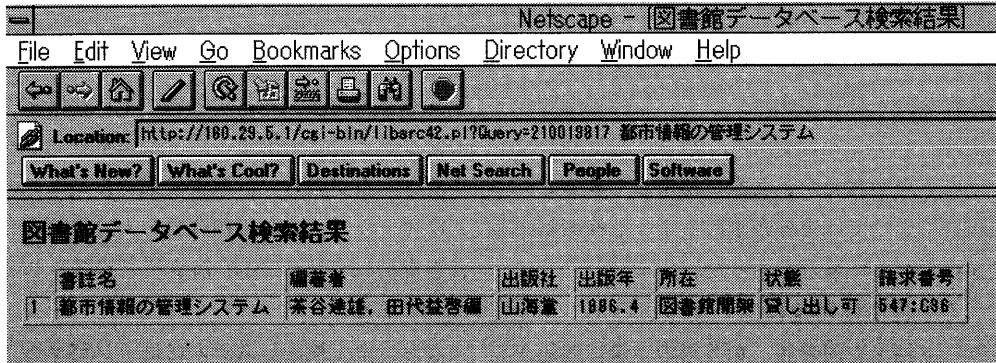 Netscape - [図書館データベース検索結果]
File Edit View Go Bookmarks Options Directory Window Help
Location: http://160.29.5.1/cgi-bin/libsrc42.pl?Query=210019817 都市情報の管理システム
What's New? What's Cool? Destinations Net Search People Software
図書館データベース検索結果
書誌名 編著者 出版社 出版年 所在 状態 請求番号
1 都市情報の管理システム 茶谷達雄, 田代益啓編 山海堂 1986.4 図書館開架 貸し出し可 547:C36